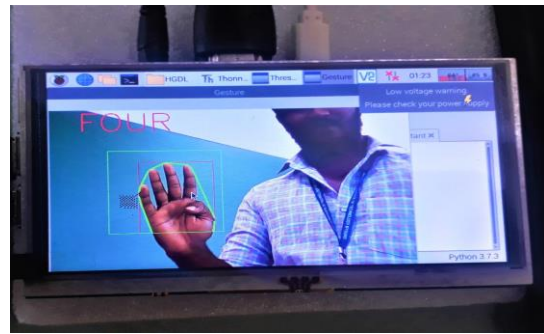 HGDL Th Thonn... Thres... Gesture V2 01:23
Gesture
Low voltage warning
Please check your power supply
FOUR
Python 3.7.3